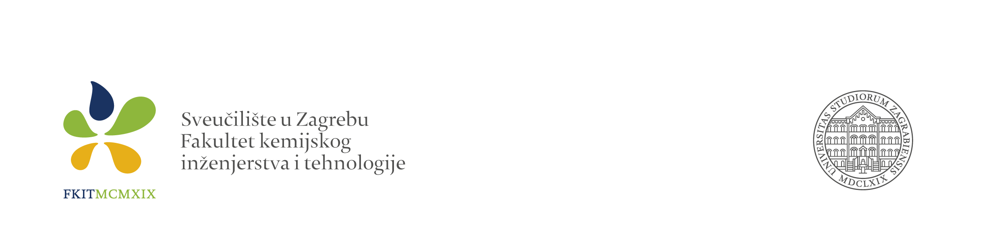 Sveučilište u Zagrebu
Fakultet kemijskog
inženjerstva i tehnologije
FKITMCMXIX
UNIVERSITAS STUDIORUM ZAGRABIENSIS
MDCLXIX